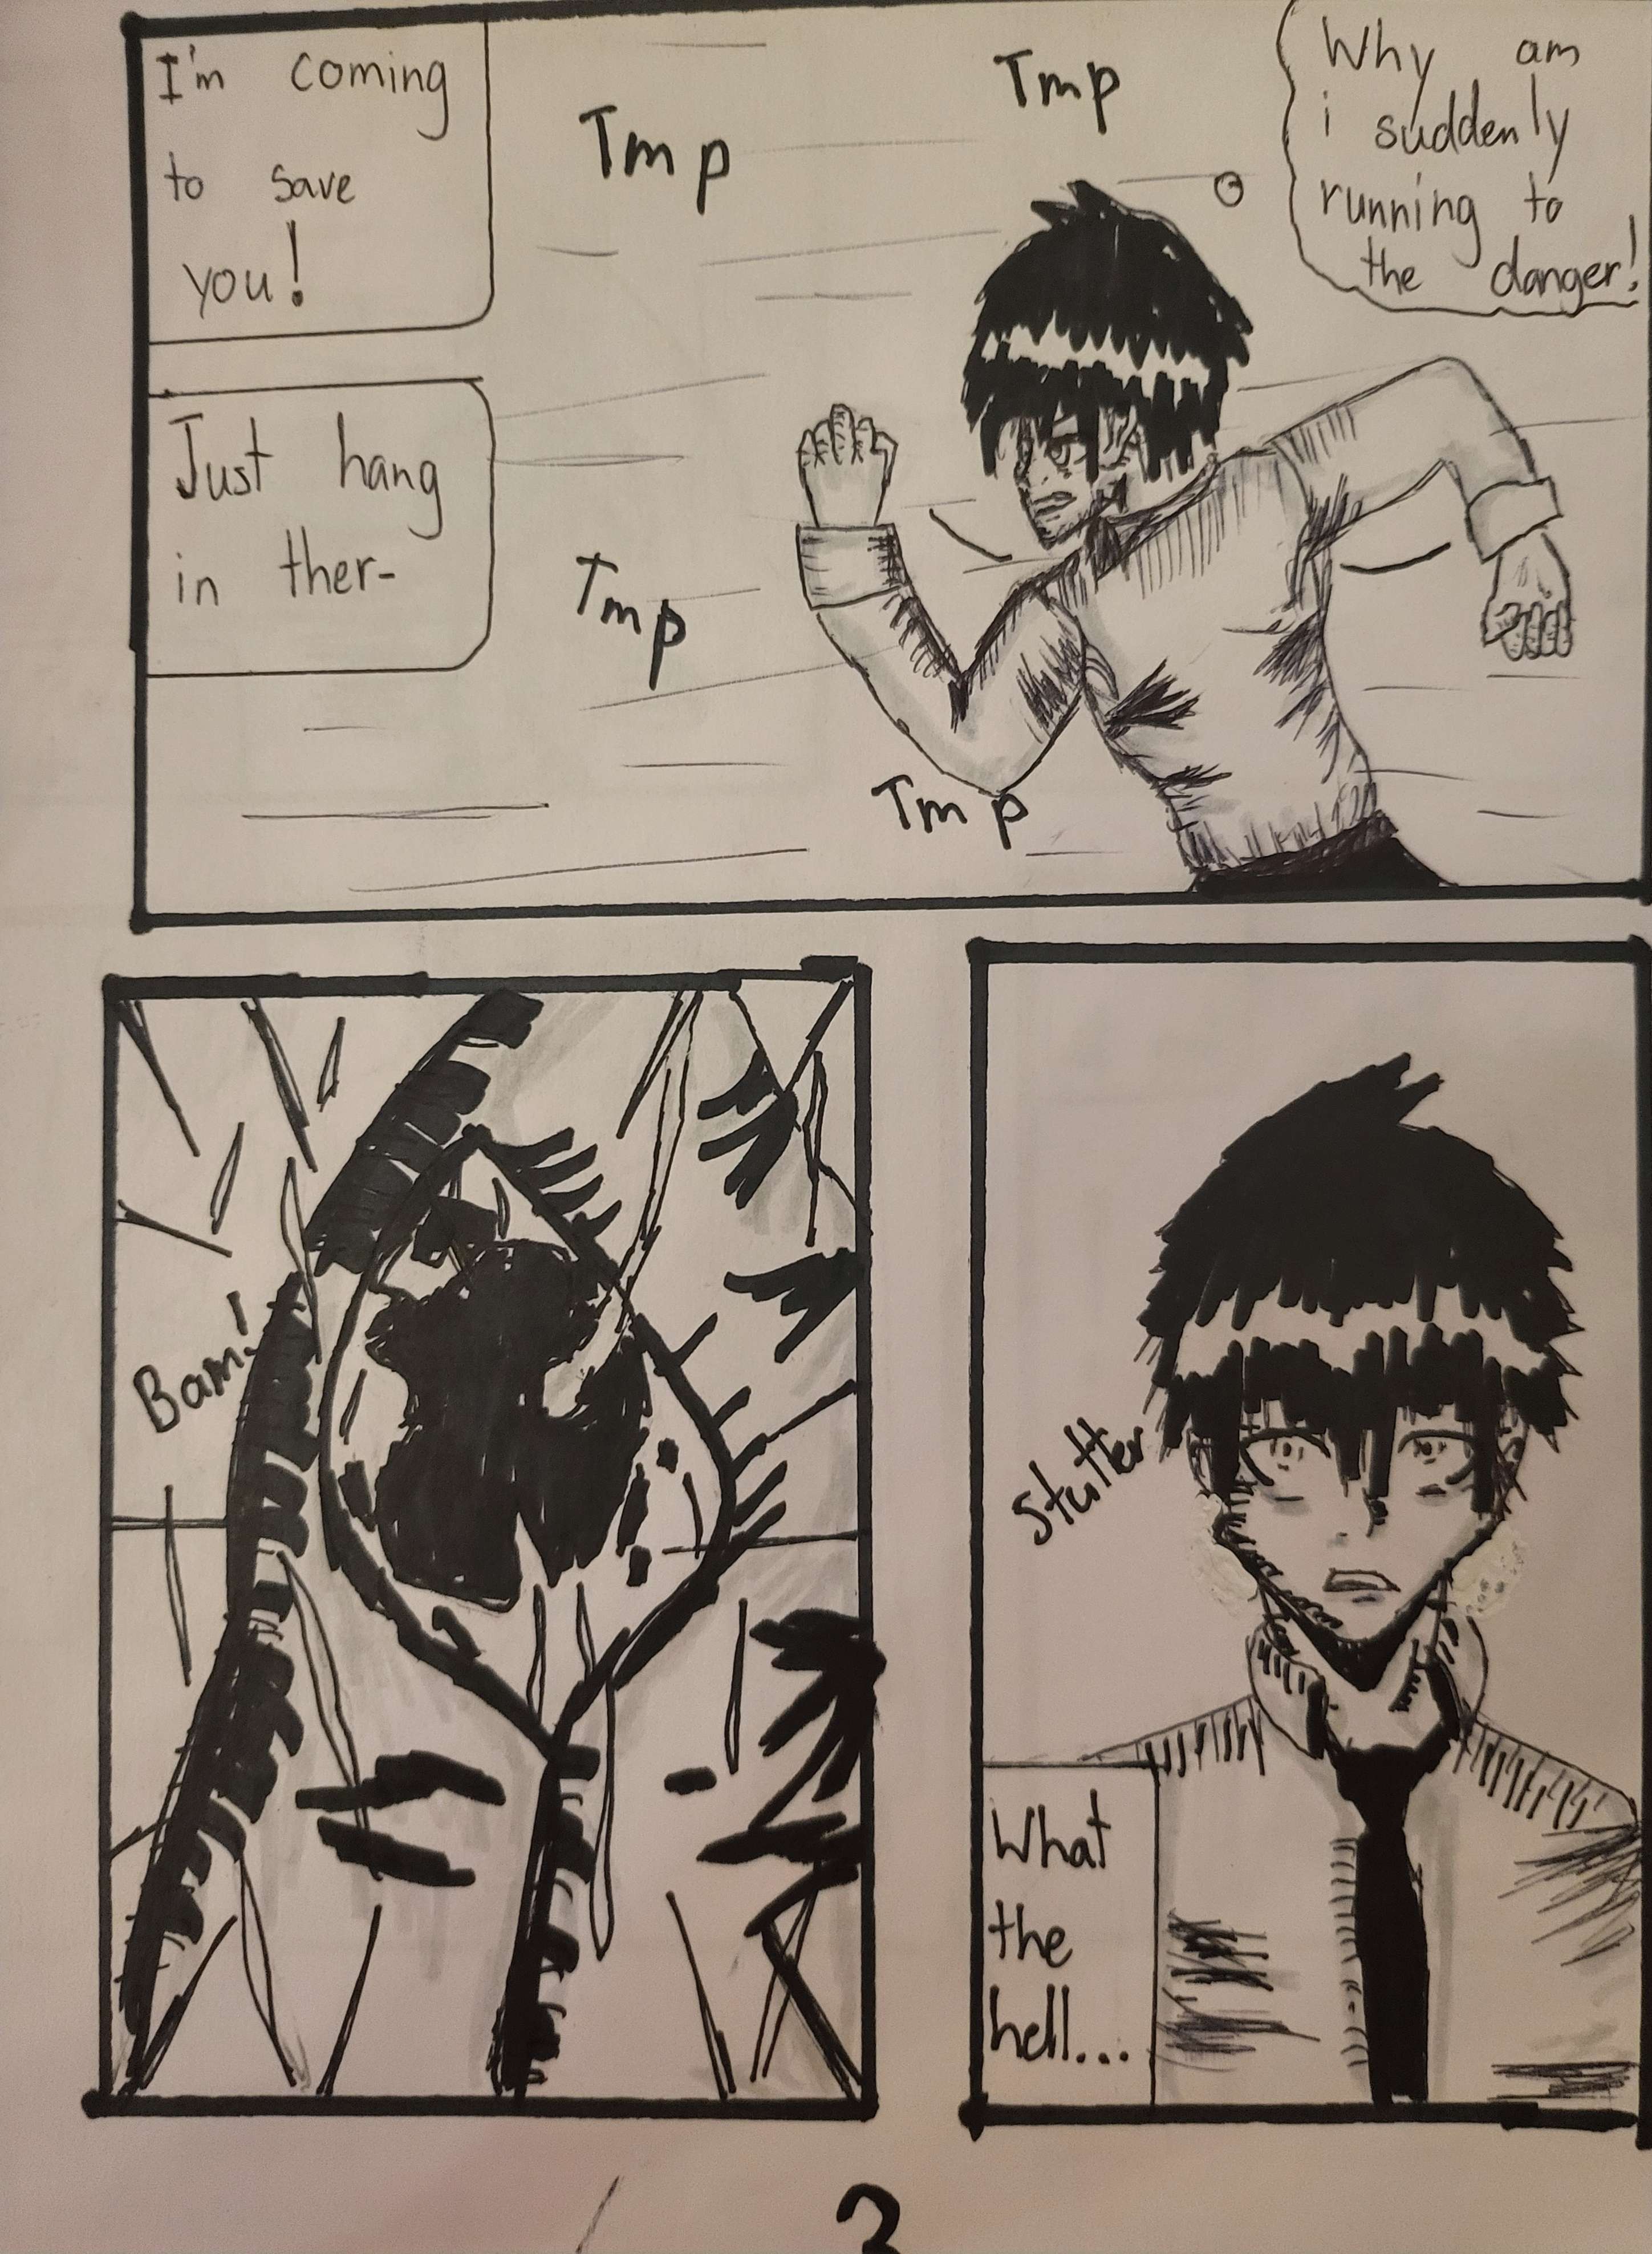 I'm coming
to save
you!
Just hang
in ther-
Tmp
Tmp
Tmp
Tmp
Why am
i suddenly
running to
the danger!
Bam!
Stutter
What
the
hell...